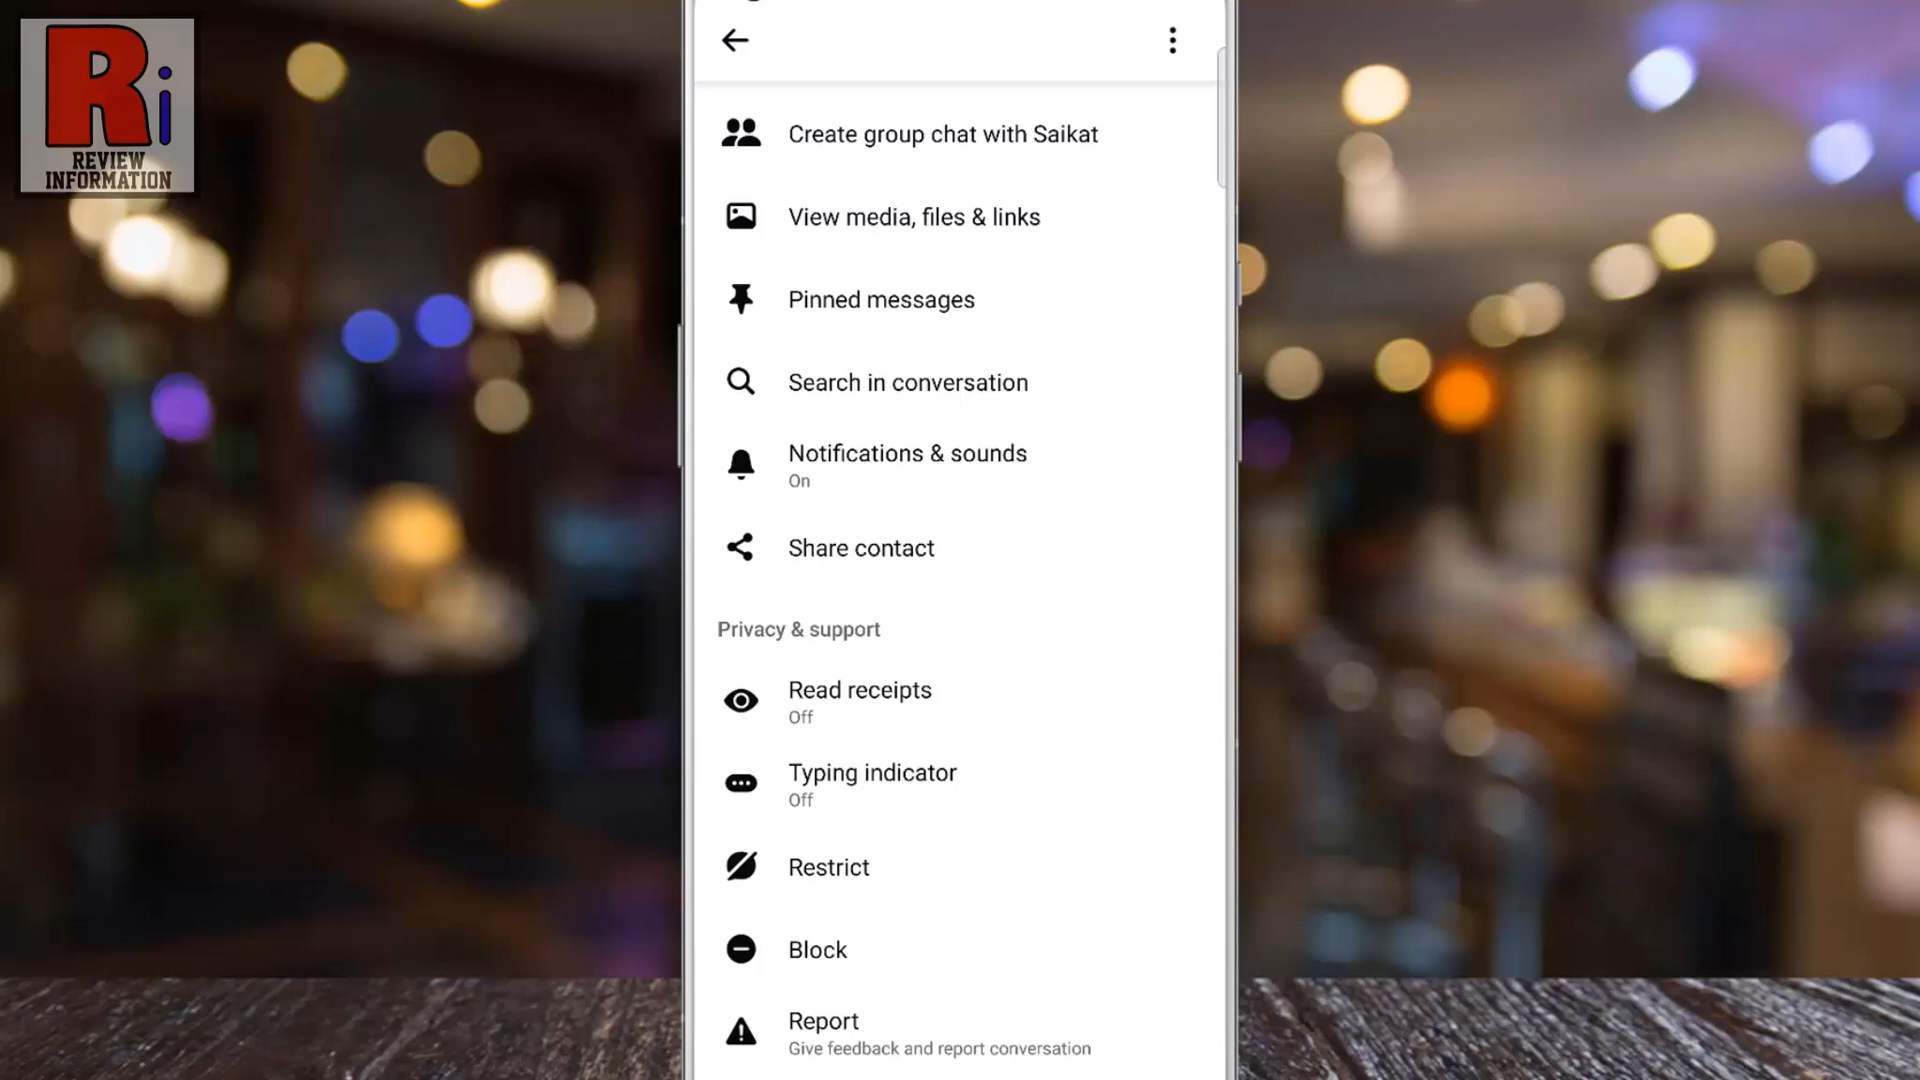 Ri
REVIEW
INFORMATION
Create group chat with Saikat
View media, files & links
Pinned messages
Search in conversation
Notifications & sounds
On
Share contact
Privacy & support
Read receipts
Off
Typing indicator
Off
Restrict
Block
Report
Give feedback and report conversation